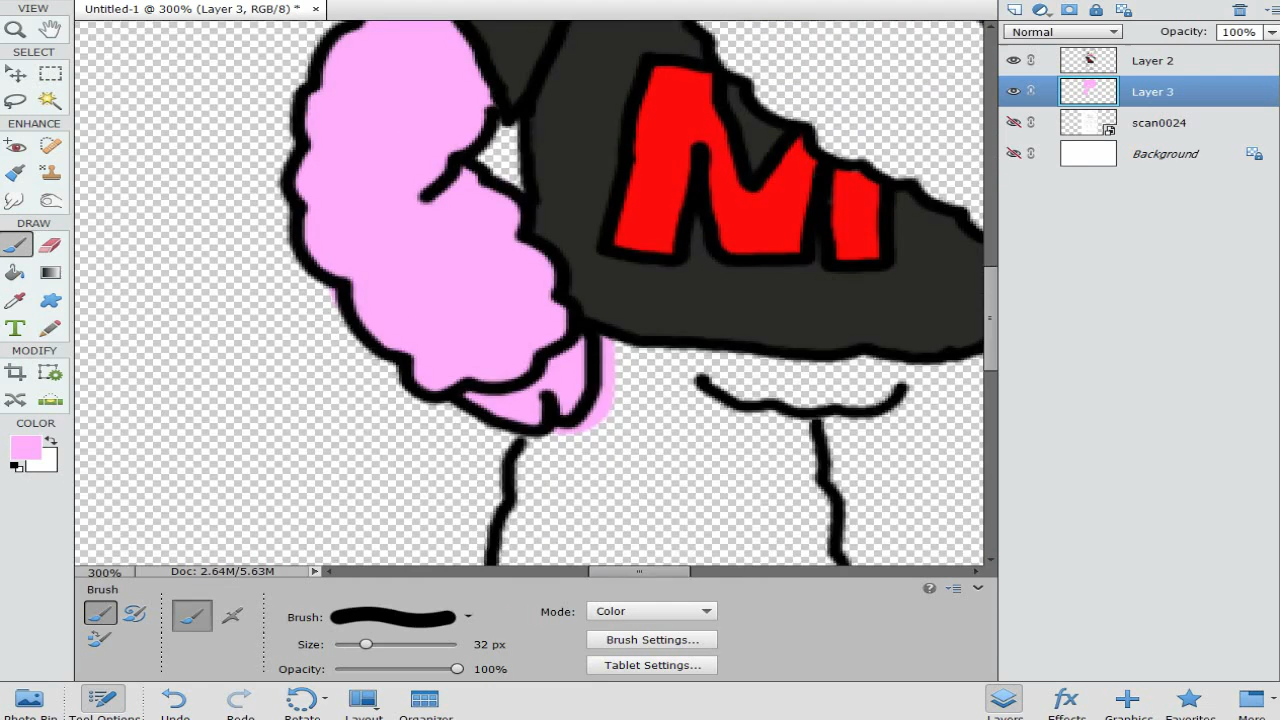 VIEW
Untitled-1 @ 300% (Layer 3, RGB/8) * ×
SELECT
ENHANCE
DRAW
T
MODIFY
COLOR
MI
Normal
Opacity: 100%
Layer 2
Layer 3
scan0024
Background
300% Doc: 2.64M/5.63M
Brush
Brush:
Size: 32 px
Opacity: 100%
Mode: Color
Brush Settings...
Tablet Settings...
Photo Bin Tool Options Undo Redo Rotate Layout Organizer
fx
Layers Effects Graphics Favorites More